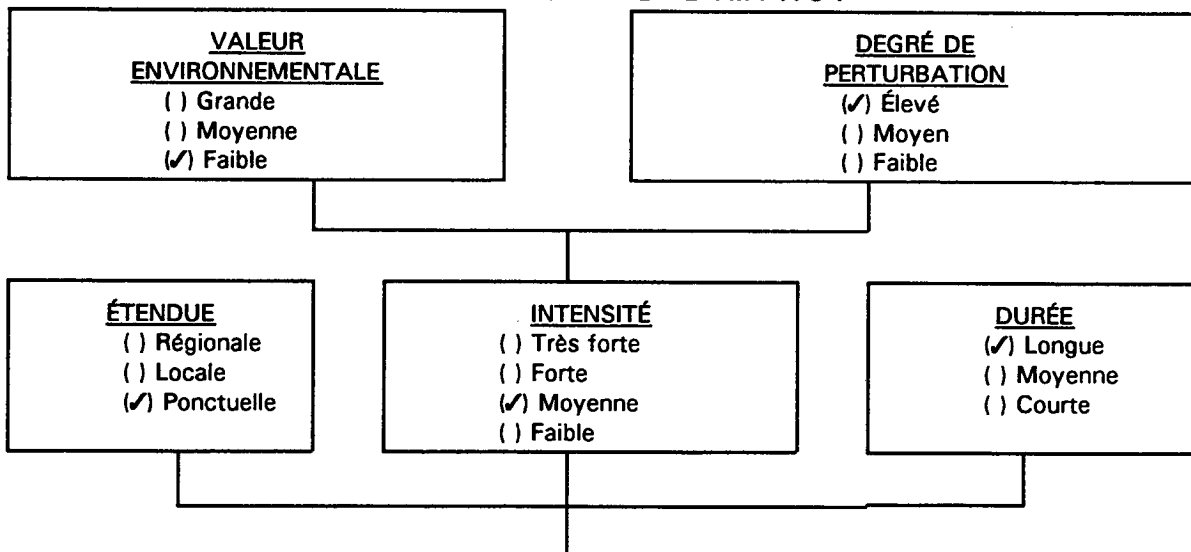 VALEUR
ENVIRONNEMENTALE
( ) Grande
( ) Moyenne
(✓) Faible
DEGRÉ DE
PERTURBATION
(✓) Élevé
( ) Moyen
( ) Faible
ÉTENDUE
( ) Régionale
( ) Locale
(✓) Ponctuelle
INTENSITÉ
( ) Très forte
( ) Forte
(✓) Moyenne
( ) Faible
DURÉE
(✓) Longue
( ) Moyenne
( ) Courte